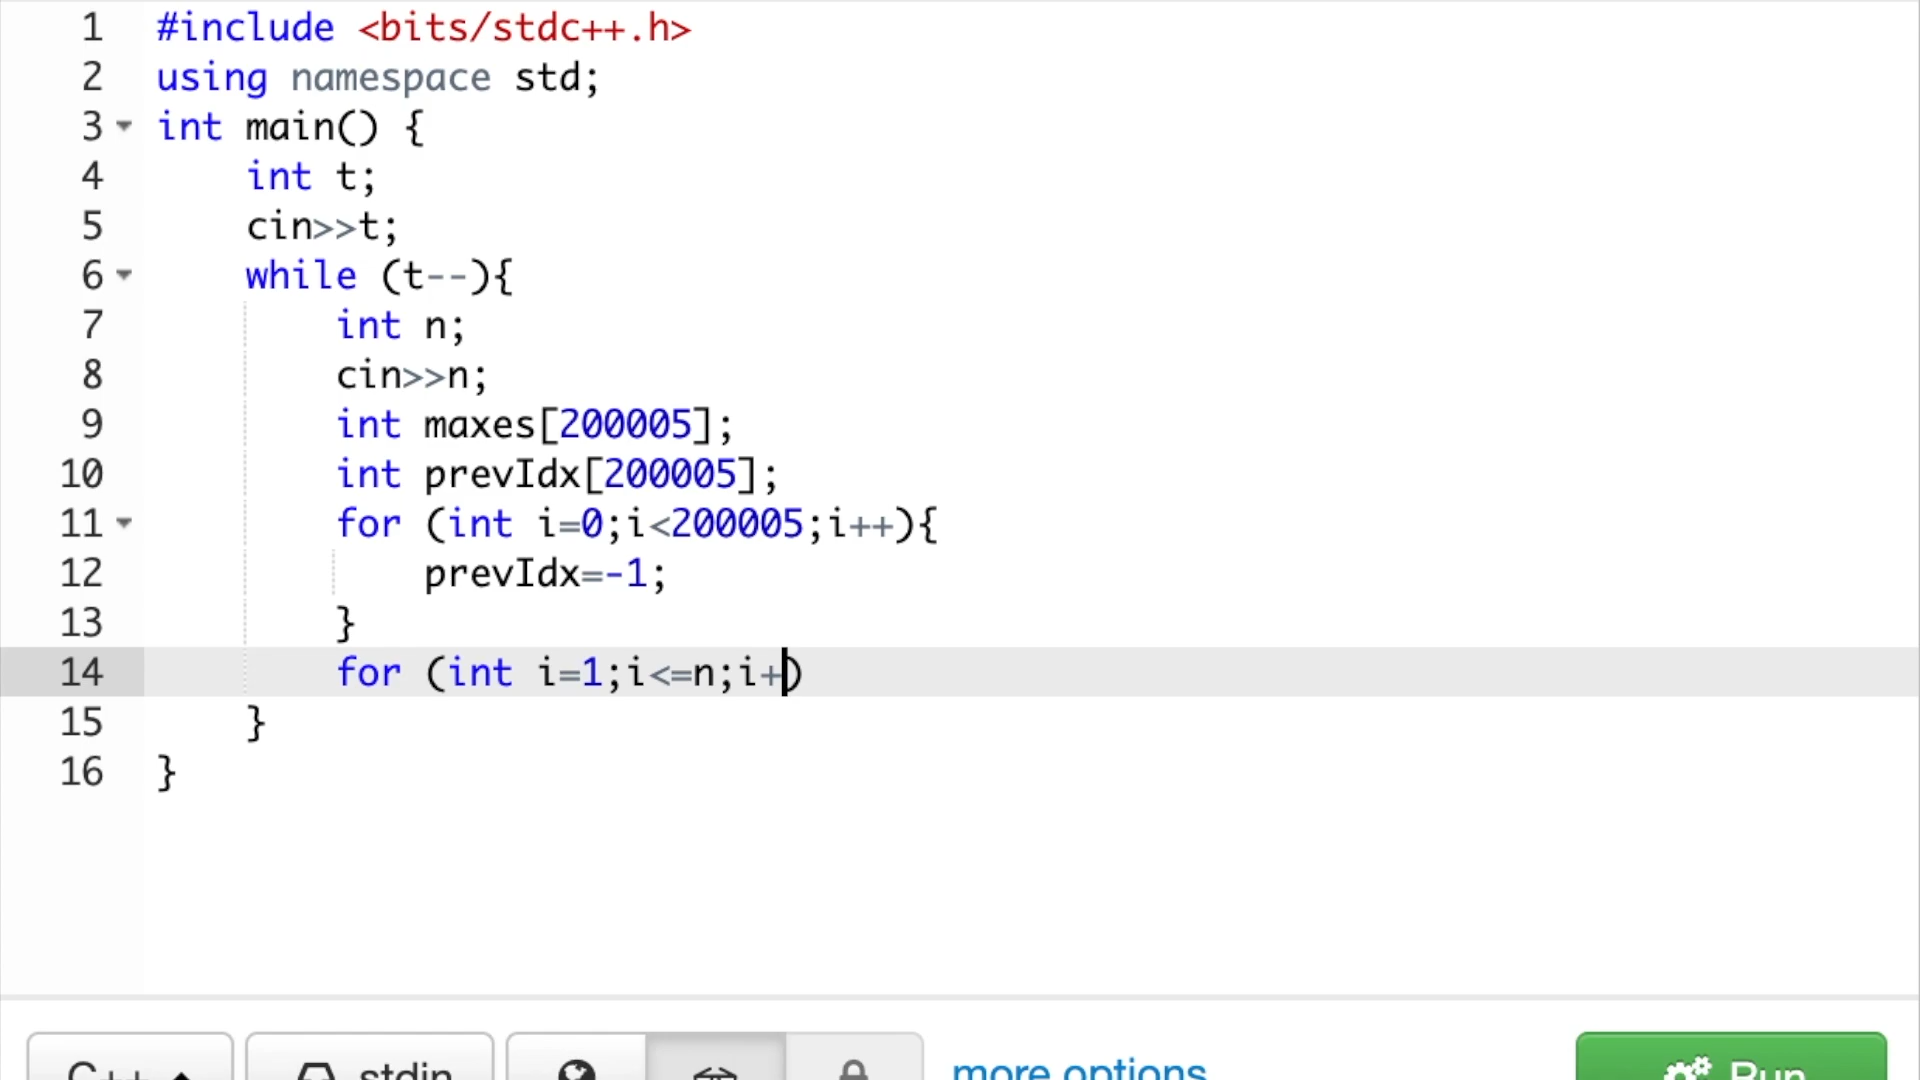 1 #include <bits/stdc++.h>
2 using namespace std;
3 int main() {
4 int t;
5 cin>>t;
6 while (t--){
7 int n;
8 cin>>n;
9 int maxes[200005];
10 int prevIdx[200005];
11 for (int i=0;i<200005;i++){
12 prevIdx=-1;
13 }
14 for (int i=1;i<=n;i+)
15 }
16 }
C++ stdin more options Run